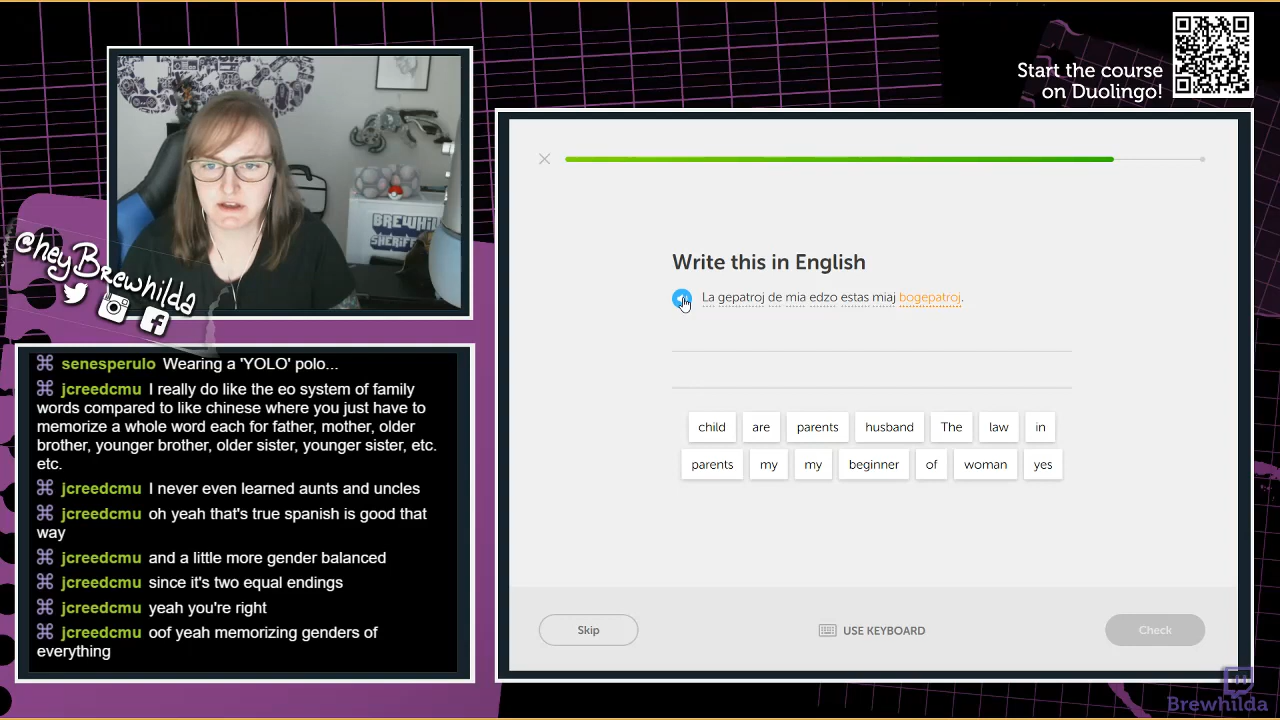 Start the course
on Duolingo!
BREWHIL
SHERIFF
@heyBrewhilda
senesperulo Wearing a 'YOLO' polo...
jcreedcmu I really do like the eo system of family
words compared to like chinese where you just have to
memorize a whole word each for father, mother, older
brother, younger brother, older sister, younger sister, etc.
etc.
jcreedcmu I never even learned aunts and uncles
jcreedcmu oh yeah that's true spanish is good that
way
jcreedcmu and a little more gender balanced
jcreedcmu since it's two equal endings
jcreedcmu yeah you're right
jcreedcmu oof yeah memorizing genders of
everything
Write this in English
La gepatroj de mia edzo estas miaj bogepatroj.
child are parents husband The law in
parents my my beginner of woman yes
Skip
USE KEYBOARD
Check
Brewhilda